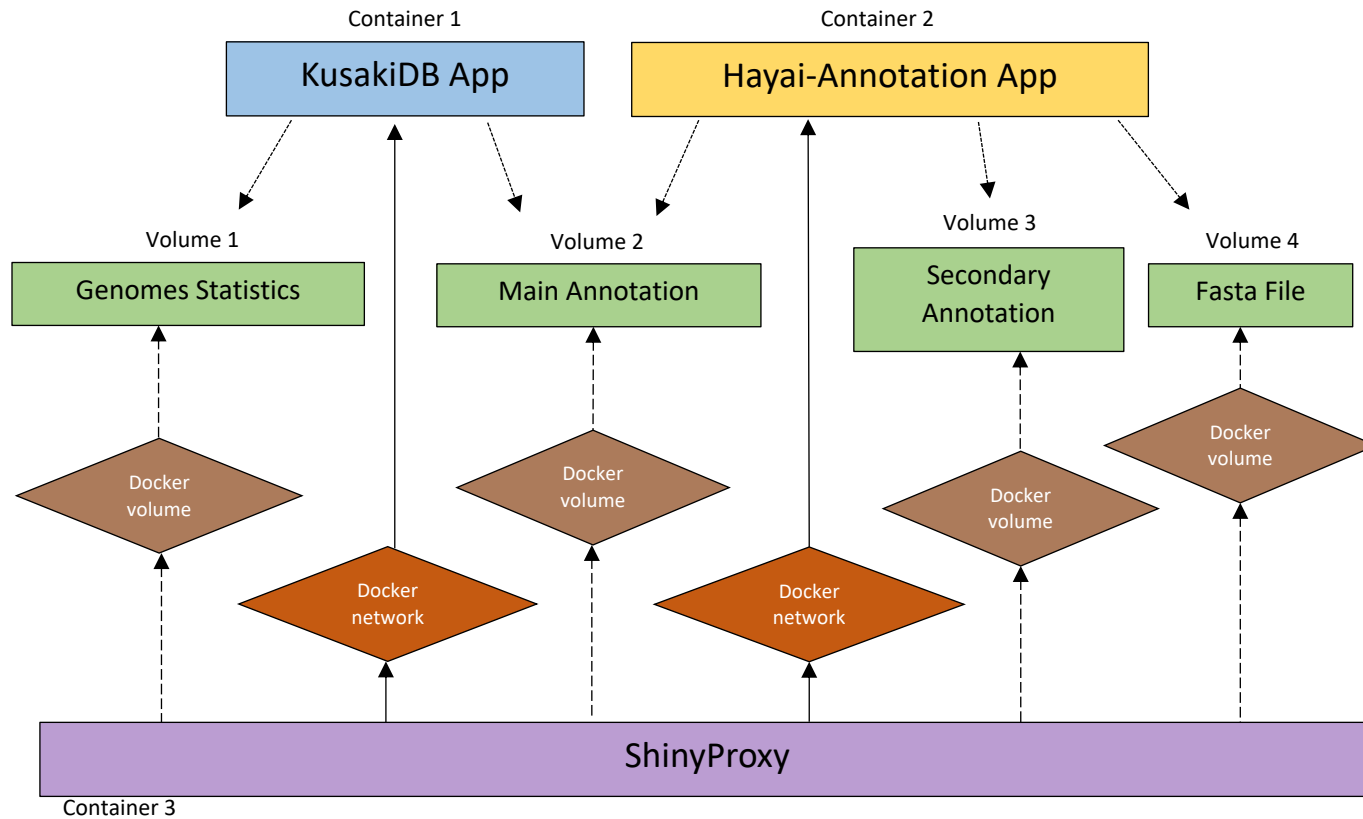 Container 1
Container 2
KusakiDB App
Hayai-Annotation App
Volume 1
Volume 2
Volume 3
Volume 4
Genomes Statistics
Main Annotation
Secondary
Annotation
Fasta File
Docker
volume
Docker
volume
Docker
volume
Docker
volume
Docker
network
Docker
network
ShinyProxy
Container 3